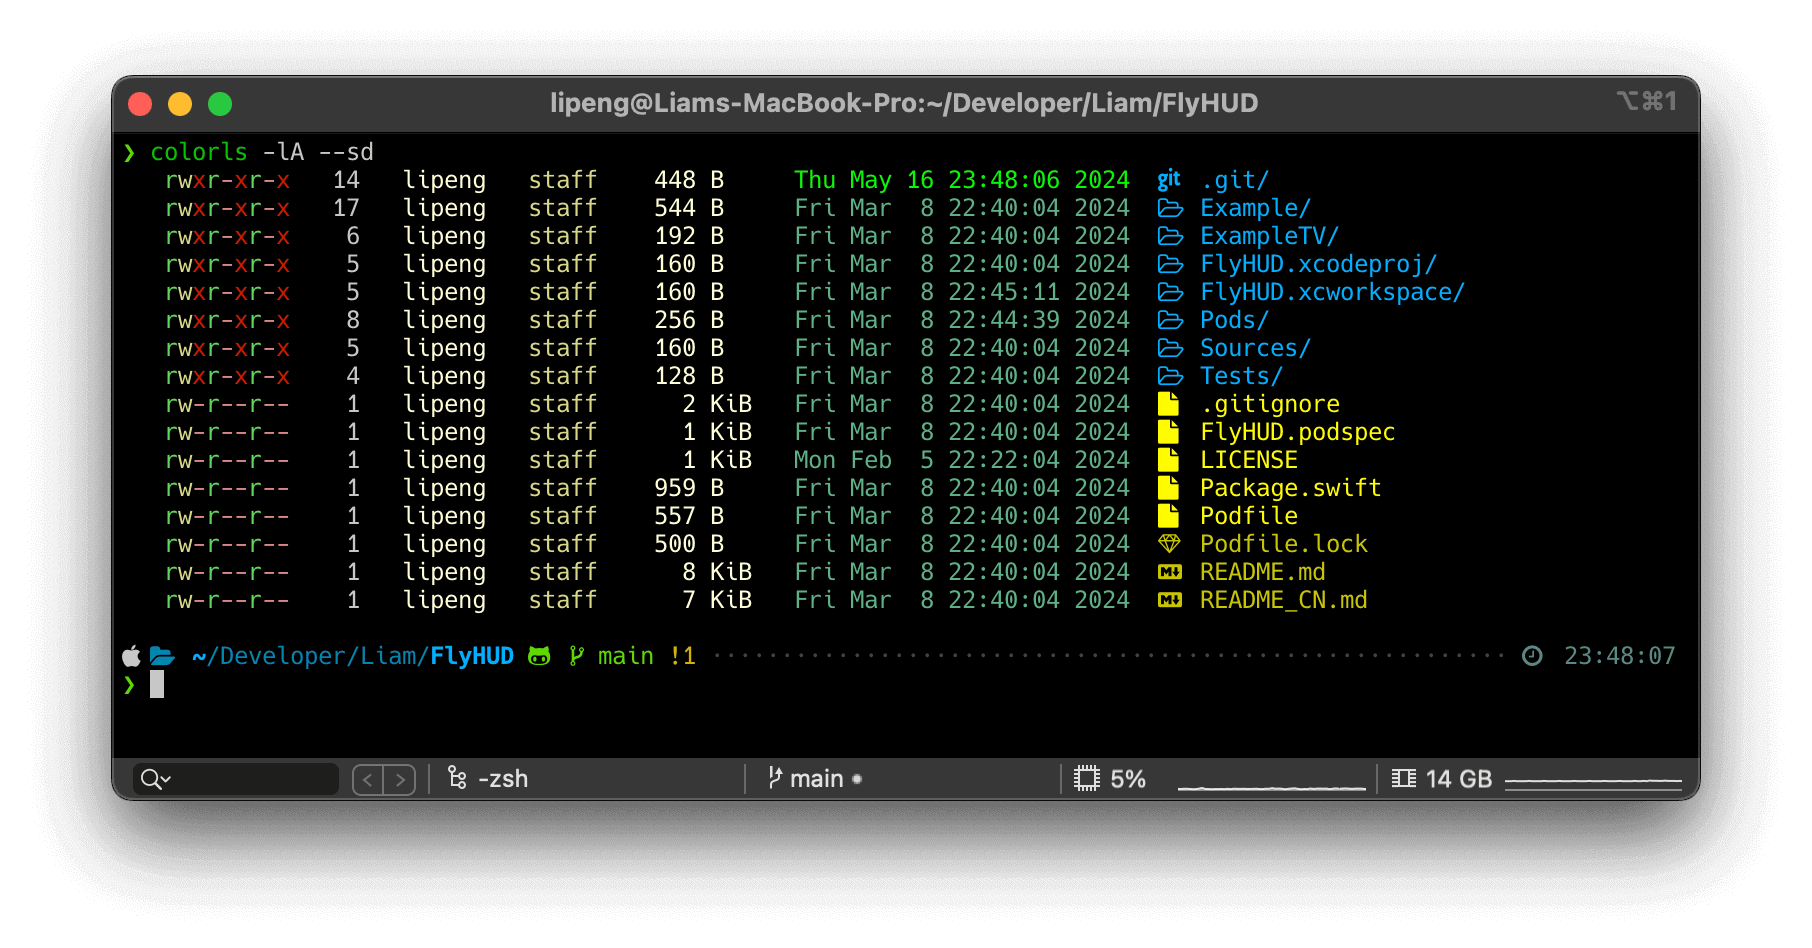 lipeng@Liams-MacBook-Pro:~/Developer/Liam/FlyHUD ⌥⌘1
❯ colorls -lA --sd
rwxr-xr-x 14 lipeng staff 448 B Thu May 16 23:48:06 2024 git .git/
rwxr-xr-x 17 lipeng staff 544 B Fri Mar 8 22:40:04 2024 Example/
rwxr-xr-x 6 lipeng staff 192 B Fri Mar 8 22:40:04 2024 ExampleTV/
rwxr-xr-x 5 lipeng staff 160 B Fri Mar 8 22:40:04 2024 FlyHUD.xcodeproj/
rwxr-xr-x 5 lipeng staff 160 B Fri Mar 8 22:45:11 2024 FlyHUD.xcworkspace/
rwxr-xr-x 8 lipeng staff 256 B Fri Mar 8 22:44:39 2024 Pods/
rwxr-xr-x 5 lipeng staff 160 B Fri Mar 8 22:40:04 2024 Sources/
rwxr-xr-x 4 lipeng staff 128 B Fri Mar 8 22:40:04 2024 Tests/
rw-r--r-- 1 lipeng staff 2 KiB Fri Mar 8 22:40:04 2024 .gitignore
rw-r--r-- 1 lipeng staff 1 KiB Fri Mar 8 22:40:04 2024 FlyHUD.podspec
rw-r--r-- 1 lipeng staff 1 KiB Mon Feb 5 22:22:04 2024 LICENSE
rw-r--r-- 1 lipeng staff 959 B Fri Mar 8 22:40:04 2024 Package.swift
rw-r--r-- 1 lipeng staff 557 B Fri Mar 8 22:40:04 2024 Podfile
rw-r--r-- 1 lipeng staff 500 B Fri Mar 8 22:40:04 2024 Podfile.lock
rw-r--r-- 1 lipeng staff 8 KiB Fri Mar 8 22:40:04 2024 README.md
rw-r--r-- 1 lipeng staff 7 KiB Fri Mar 8 22:40:04 2024 README_CN.md
~/Developer/Liam/FlyHUD main !1 23:48:07
❯
-zsh main 5% 14 GB